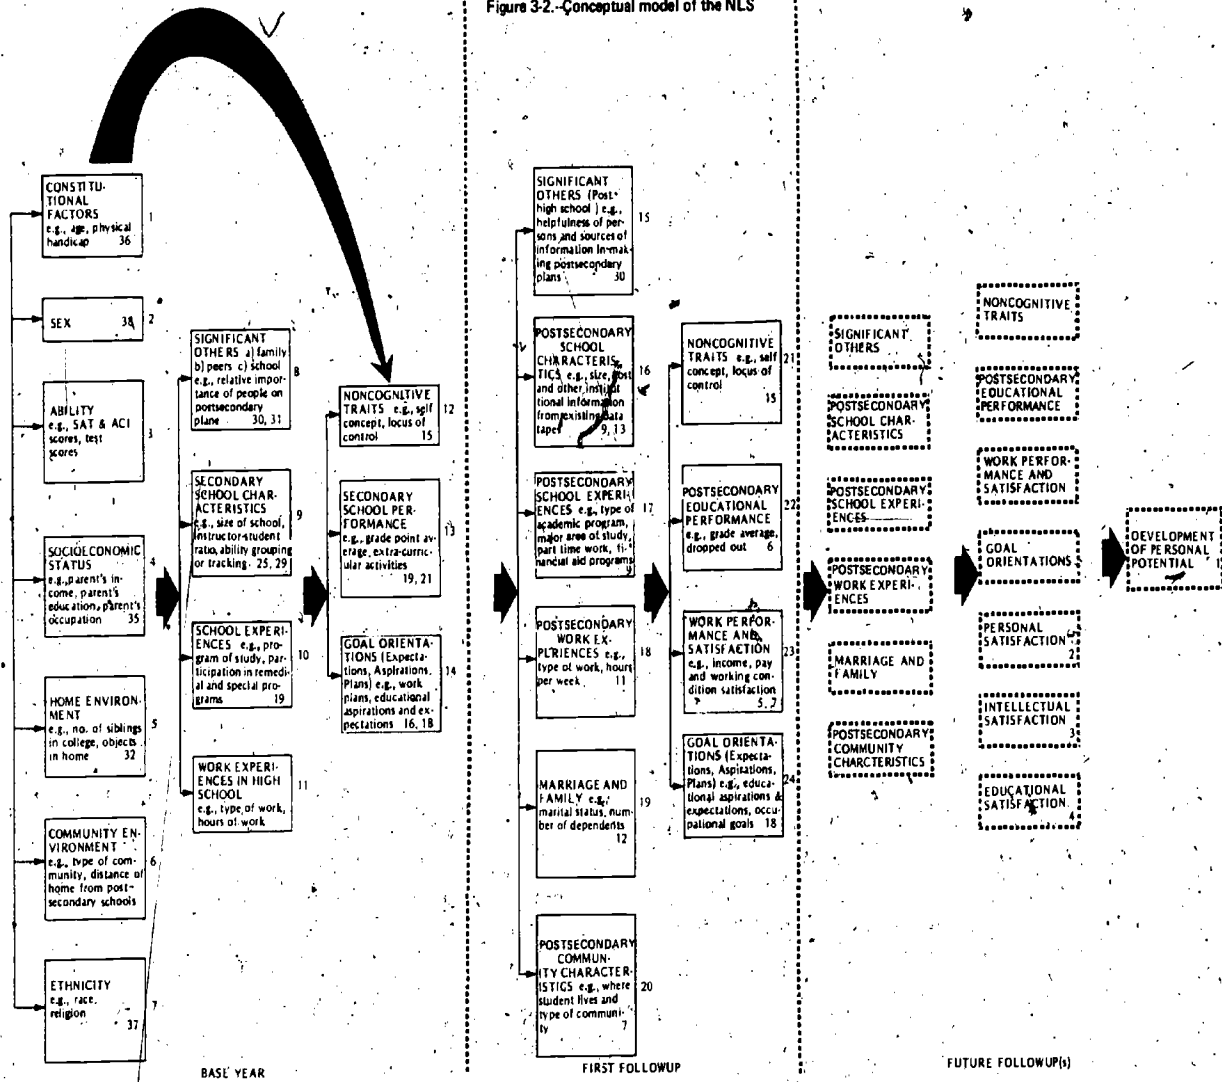 Figure 3-2.--Conceptual model of the NLS
CONSTITU-
TIONAL
FACTORS
e.g., age, physical
handicap 36
1
SEX 38
2
ABILITY
e.g., SAT & ACI
scores, test
scores
3
SOCIOECONOMIC
STATUS
e.g., parent's in-
come, parent's
education, parent's
occupation 35
4
HOME ENVIRON-
MENT
e.g., no. of siblings
in college, objects
in home 32
5
COMMUNITY EN-
VIRONMENT
e.g., type of com-
munity, distance of
home from post-
secondary schools
6
ETHNICITY
e.g., race,
religion
37
7
SIGNIFICANT
OTHERS a) family
b) peers c) school
e.g., relative impor-
tance of people on
postsecondary
plane
30, 31
8
SECONDARY
SCHOOL CHAR-
ACTERISTICS
e.g., size of school,
instructor-student
ratio, ability grouping
or tracking. 25, 29
9
SCHOOL EXPERI-
ENCES e.g., pro-
gram of study, par-
ticipation in remedi-
al and special pro-
grams 19
10
WORK EXPERI-
ENCES IN HIGH
SCHOOL
e.g., type of work,
hours of work
11
NONCOGNITIVE
TRAITS e.g., self
concept, locus of
control 15
12
SECONDARY
SCHOOL PER-
FORMANCE
e.g., grade point av-
erage, extra-curric-
ular activities
19, 21
13
GOAL ORIENTA-
TIONS (Expecta-
tions, Aspirations,
Plans) e.g., work
plans, educational
aspirations and ex-
pectations 16, 18
14
BASE YEAR
SIGNIFICANT
OTHERS (Post-
high school ) e.g.,
helpfulness of per-
sons and sources of
information in-ma-
king postsecondary
plans 30
15
POSTSECONDARY
SCHOOL
CHARACTERIS-
TICS e.g., size, cost
and other institu-
tional information
from existing data
tapes 9, 13
16
POSTSECONDARY
SCHOOL EXPERI-
ENCES e.g., type of
academic program,
major area of study,
part time work, fi-
nancial aid programs
9
17
POSTSECONDARY
WORK EX-
PERIENCES e.g.,
type of work, hours
per week
11
18
MARRIAGE AND
FAMILY e.g.,
marital status, num-
ber of dependents
12
19
POSTSECONDARY
COMMUN-
ITY CHARACTER-
ISTICS e.g., where
student lives and
type of communi-
ty 7
20
NONCOGNITIVE
TRAITS e.g., self
concept, locus of
control
15
21
POSTSECONDARY
EDUCATIONAL
PERFORMANCE
e.g., grade average,
dropped out 6
22
WORK PERFOR-
MANCE AND
SATISFACTION
e.g., income, pay
and working con-
dition satisfaction
5, 7
23
GOAL ORIENTA-
TIONS (Expecta-
tions, Aspirations,
Plans) e.g., educa-
tional aspirations &
expectations, occu-
pational goals 18
24
FIRST FOLLOWUP
SIGNIFICANT
OTHERS
POSTSECONDARY
SCHOOL CHAR-
ACTERISTICS
POSTSECONDARY
SCHOOL EXPERI-
ENCES
POSTSECONDARY
WORK EXPERI-
ENCES
MARRIAGE AND
FAMILY
POSTSECONDARY
COMMUNITY
CHARCTERISTICS
NONCOGNITIVE
TRAITS
POSTSECONDARY
EDUCATIONAL
PERFORMANCE
WORK PERFOR-
MANCE AND
SATISFACTION
GOAL
ORIENTATIONS
PERSONAL
SATISFACTION
2
INTELLECTUAL
SATISFACTION
3
EDUCATIONAL
SATISFACTION
4
DEVELOPMENT
OF PERSONAL
POTENTIAL 1
FUTURE FOLLOWUP(s)